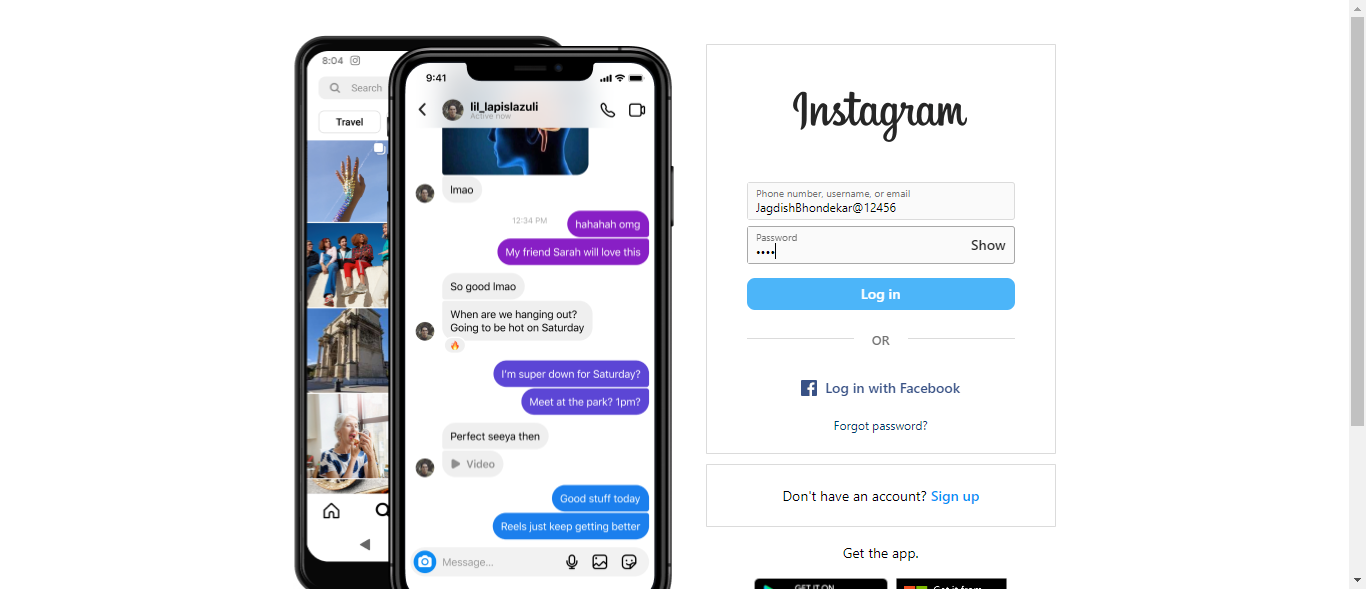 8:04
Search
Travel
9:41
lil_lapislazuli
Active now
lmao
12:34 PM
hahahah omg
My friend Sarah will love this
So good lmao
When are we hanging out?
Going to be hot on Saturday
I'm super down for Saturday?
Meet at the park? 1pm?
Perfect seeya then
Video
Good stuff today
Reels just keep getting better
Message...
Instagram
Phone number, username, or email
JagdishBhondekar@12456
Password
••••
Show
Log in
OR
Log in with Facebook
Forgot password?
Don't have an account? Sign up
Get the app.
GET IT ON
Get it from